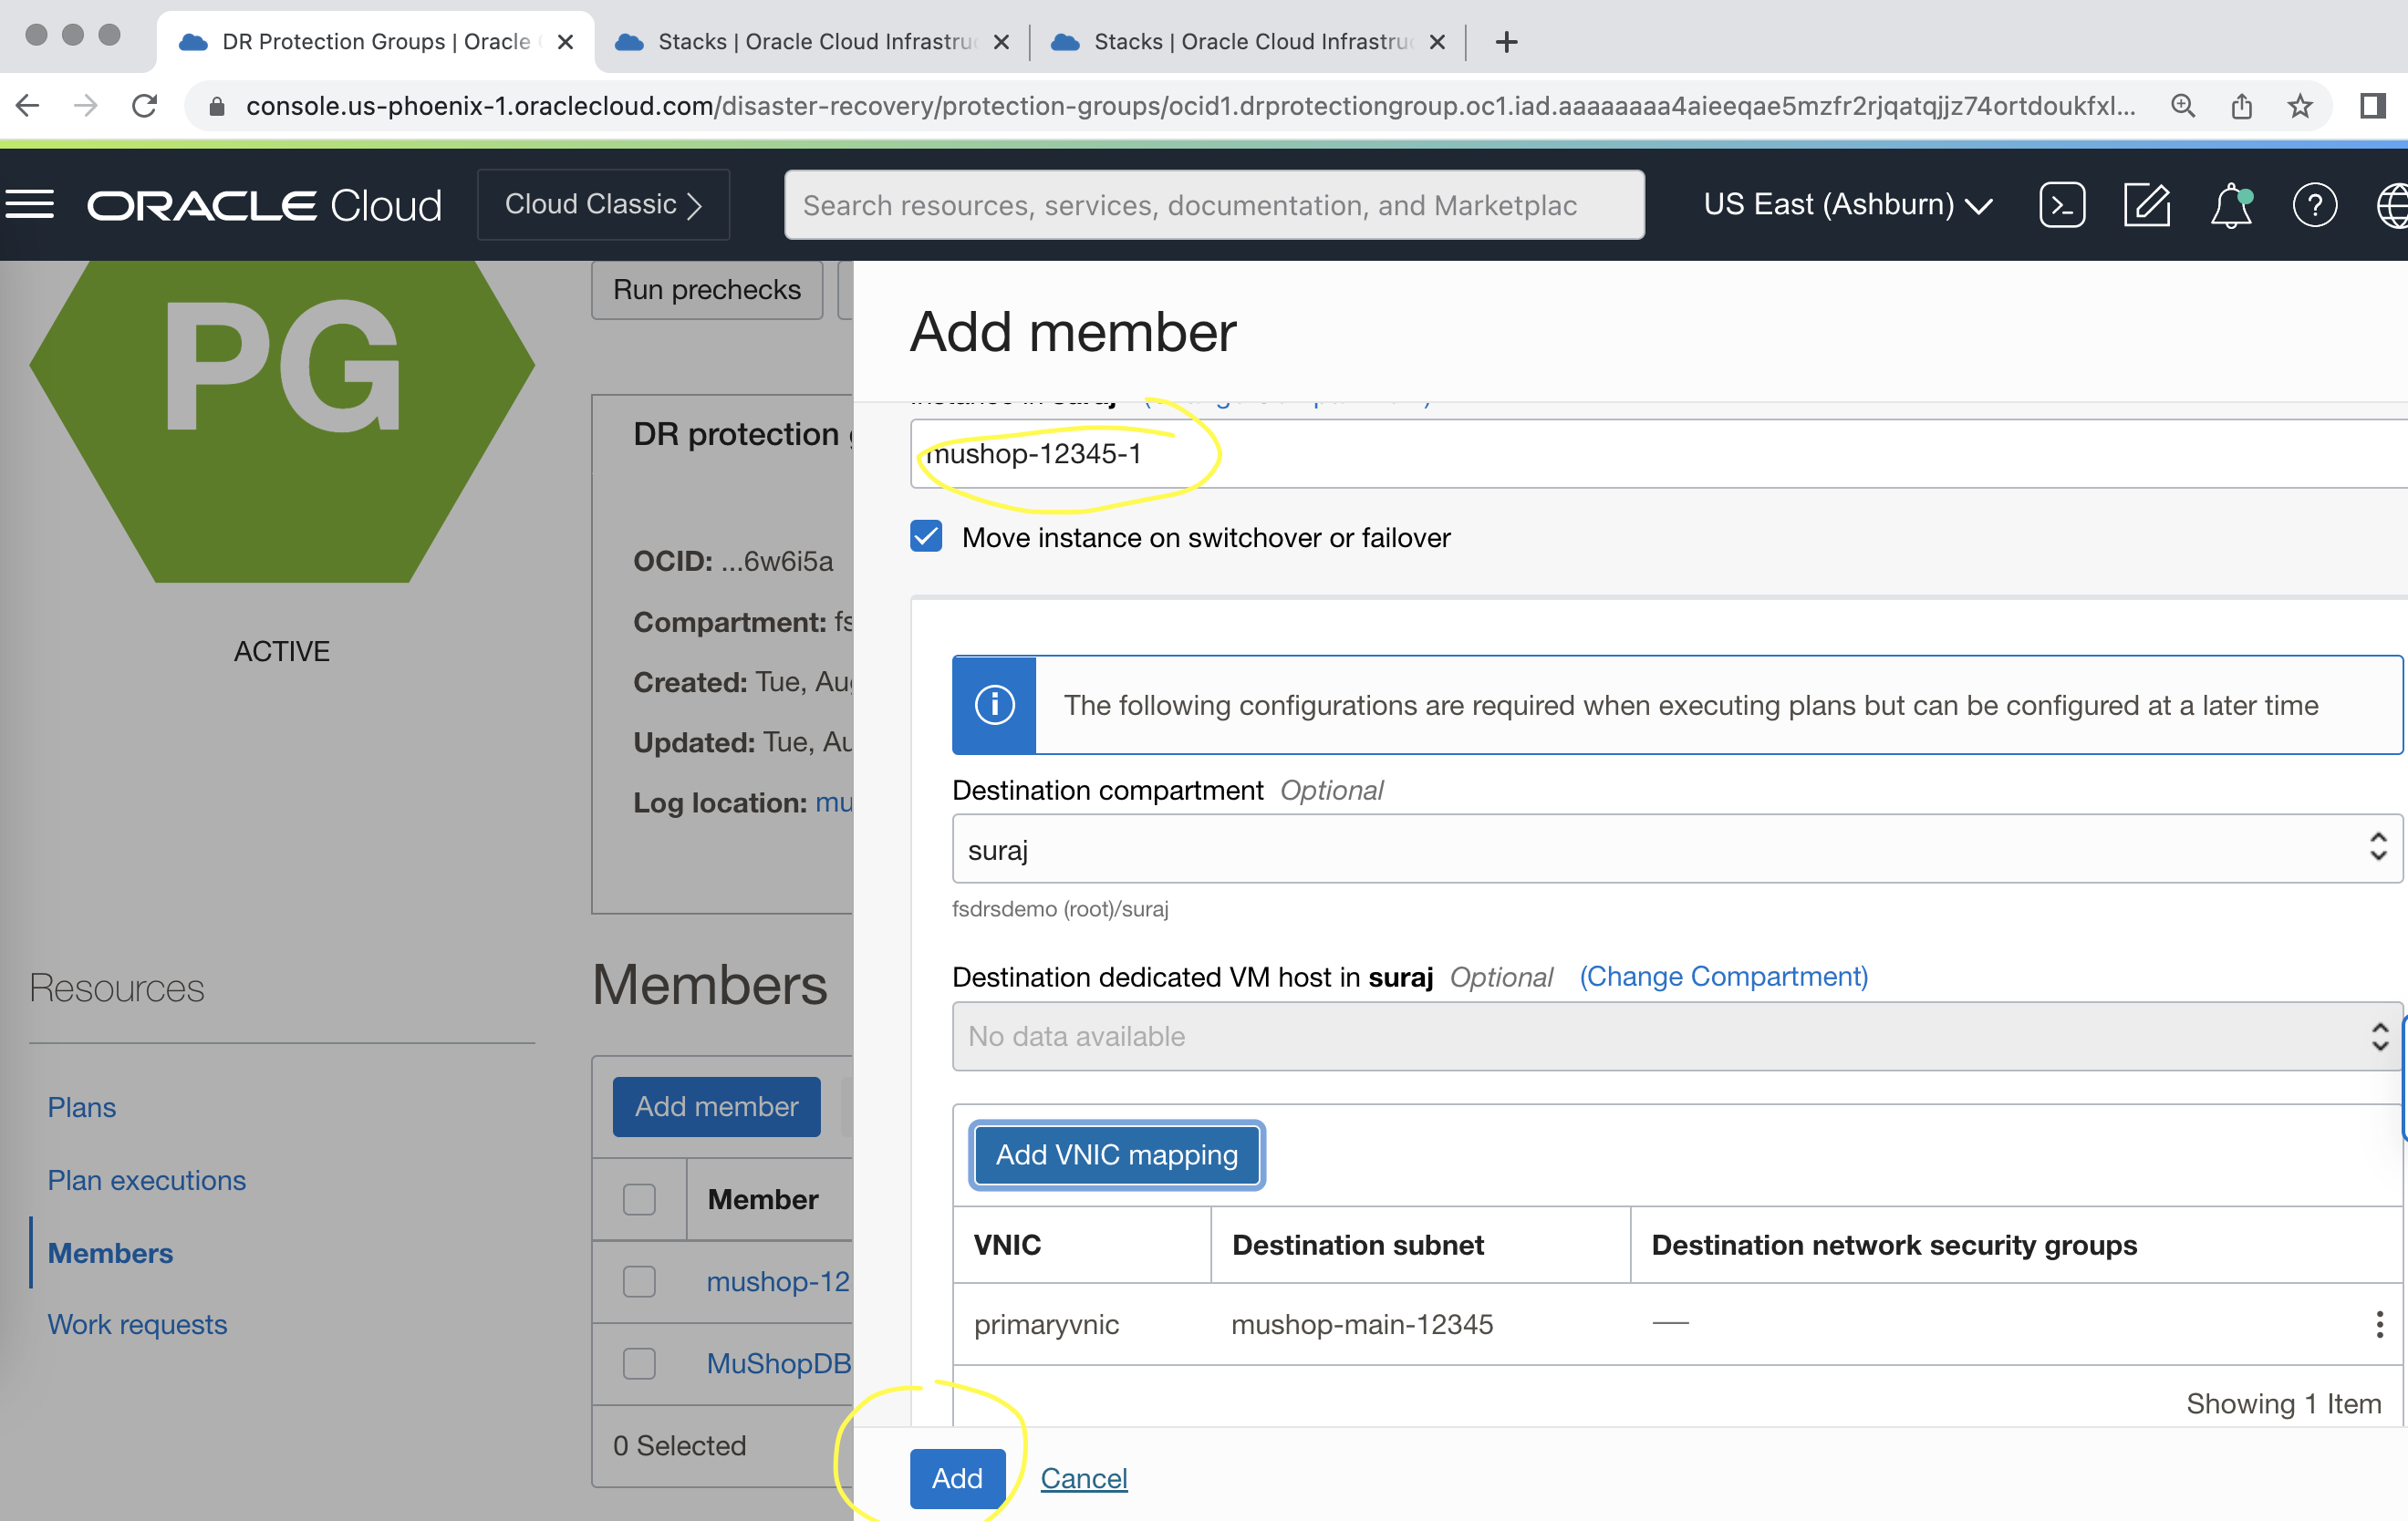 DR Protection Groups | Oracle
Stacks | Oracle Cloud Infrastruc
Stacks | Oracle Cloud Infrastruc
console.us-phoenix-1.oraclecloud.com/disaster-recovery/protection-groups/ocid1.drprotectiongroup.oc1.iad.aaaaaaaa4aieeqae5mzfr2rjqatqjjz74ortdoukfxl...
ORACLE Cloud
Cloud Classic
Search resources, services, documentation, and Marketplac
US East (Ashburn)
PG
ACTIVE
Resources
Plans
Plan executions
Members
Work requests
Run prechecks
DR protection
OCID: ...6w6i5a
Compartment: fs
Created: Tue, Au
Updated: Tue, Au
Log location: mu
Members
Add member
Member
mushop-12
MuShopDB
0 Selected
Add member
Instance in suraj (Change Compartment)
mushop-12345-1
Move instance on switchover or failover
The following configurations are required when executing plans but can be configured at a later time
Destination compartment Optional
suraj
fsdrsdemo (root)/suraj
Destination dedicated VM host in suraj Optional (Change Compartment)
No data available
Add VNIC mapping
VNIC Destination subnet Destination network security groups
primaryvnic mushop-main-12345 —
Showing 1 Item
Add Cancel